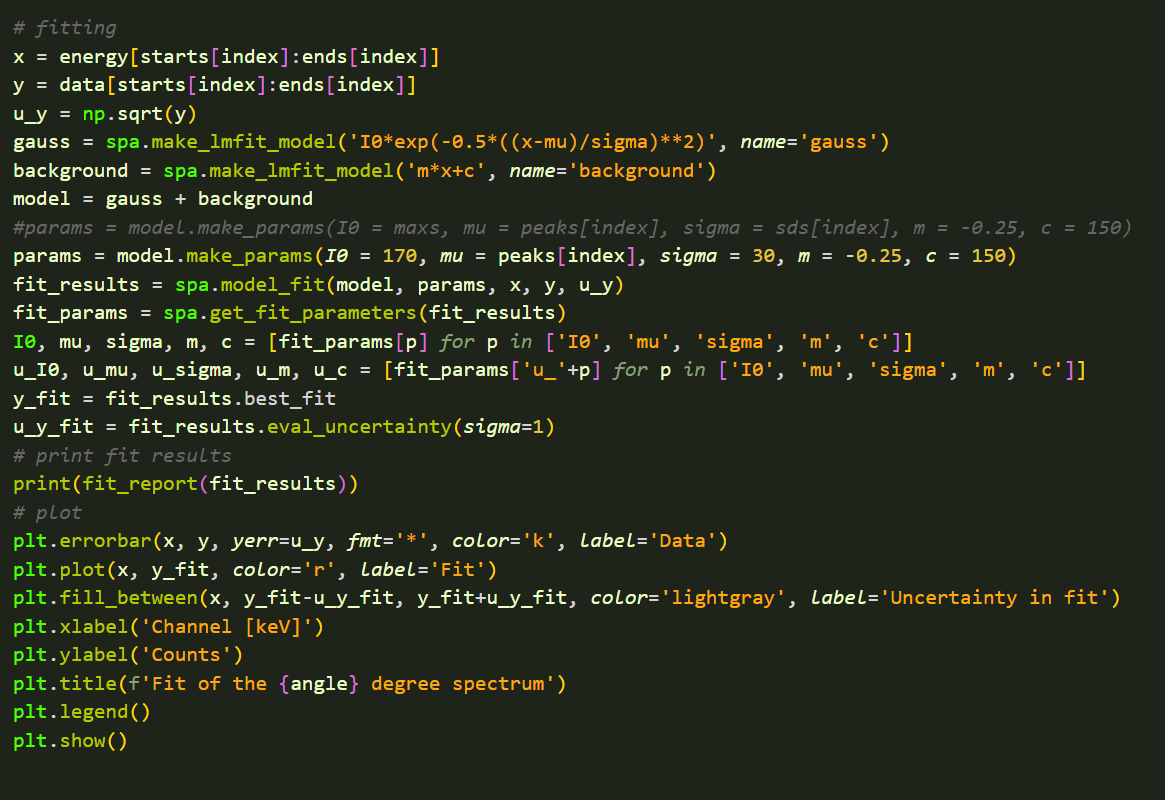 # fitting
x = energy[starts[index]:ends[index]]
y = data[starts[index]:ends[index]]
u_y = np.sqrt(y)
gauss = spa.make_lmfit_model('I0*exp(-0.5*((x-mu)/sigma)**2)', name='gauss')
background = spa.make_lmfit_model('m*x+c', name='background')
model = gauss + background
#params = model.make_params(I0 = maxs, mu = peaks[index], sigma = sds[index], m = -0.25, c = 150)
params = model.make_params(I0 = 170, mu = peaks[index], sigma = 30, m = -0.25, c = 150)
fit_results = spa.model_fit(model, params, x, y, u_y)
fit_params = spa.get_fit_parameters(fit_results)
I0, mu, sigma, m, c = [fit_params[p] for p in ['I0', 'mu', 'sigma', 'm', 'c']]
u_I0, u_mu, u_sigma, u_m, u_c = [fit_params['u_'+p] for p in ['I0', 'mu', 'sigma', 'm', 'c']]
y_fit = fit_results.best_fit
u_y_fit = fit_results.eval_uncertainty(sigma=1)
# print fit results
print(fit_report(fit_results))
# plot
plt.errorbar(x, y, yerr=u_y, fmt='*', color='k', label='Data')
plt.plot(x, y_fit, color='r', label='Fit')
plt.fill_between(x, y_fit-u_y_fit, y_fit+u_y_fit, color='lightgray', label='Uncertainty in fit')
plt.xlabel('Channel [keV]')
plt.ylabel('Counts')
plt.title(f'Fit of the {angle} degree spectrum')
plt.legend()
plt.show()